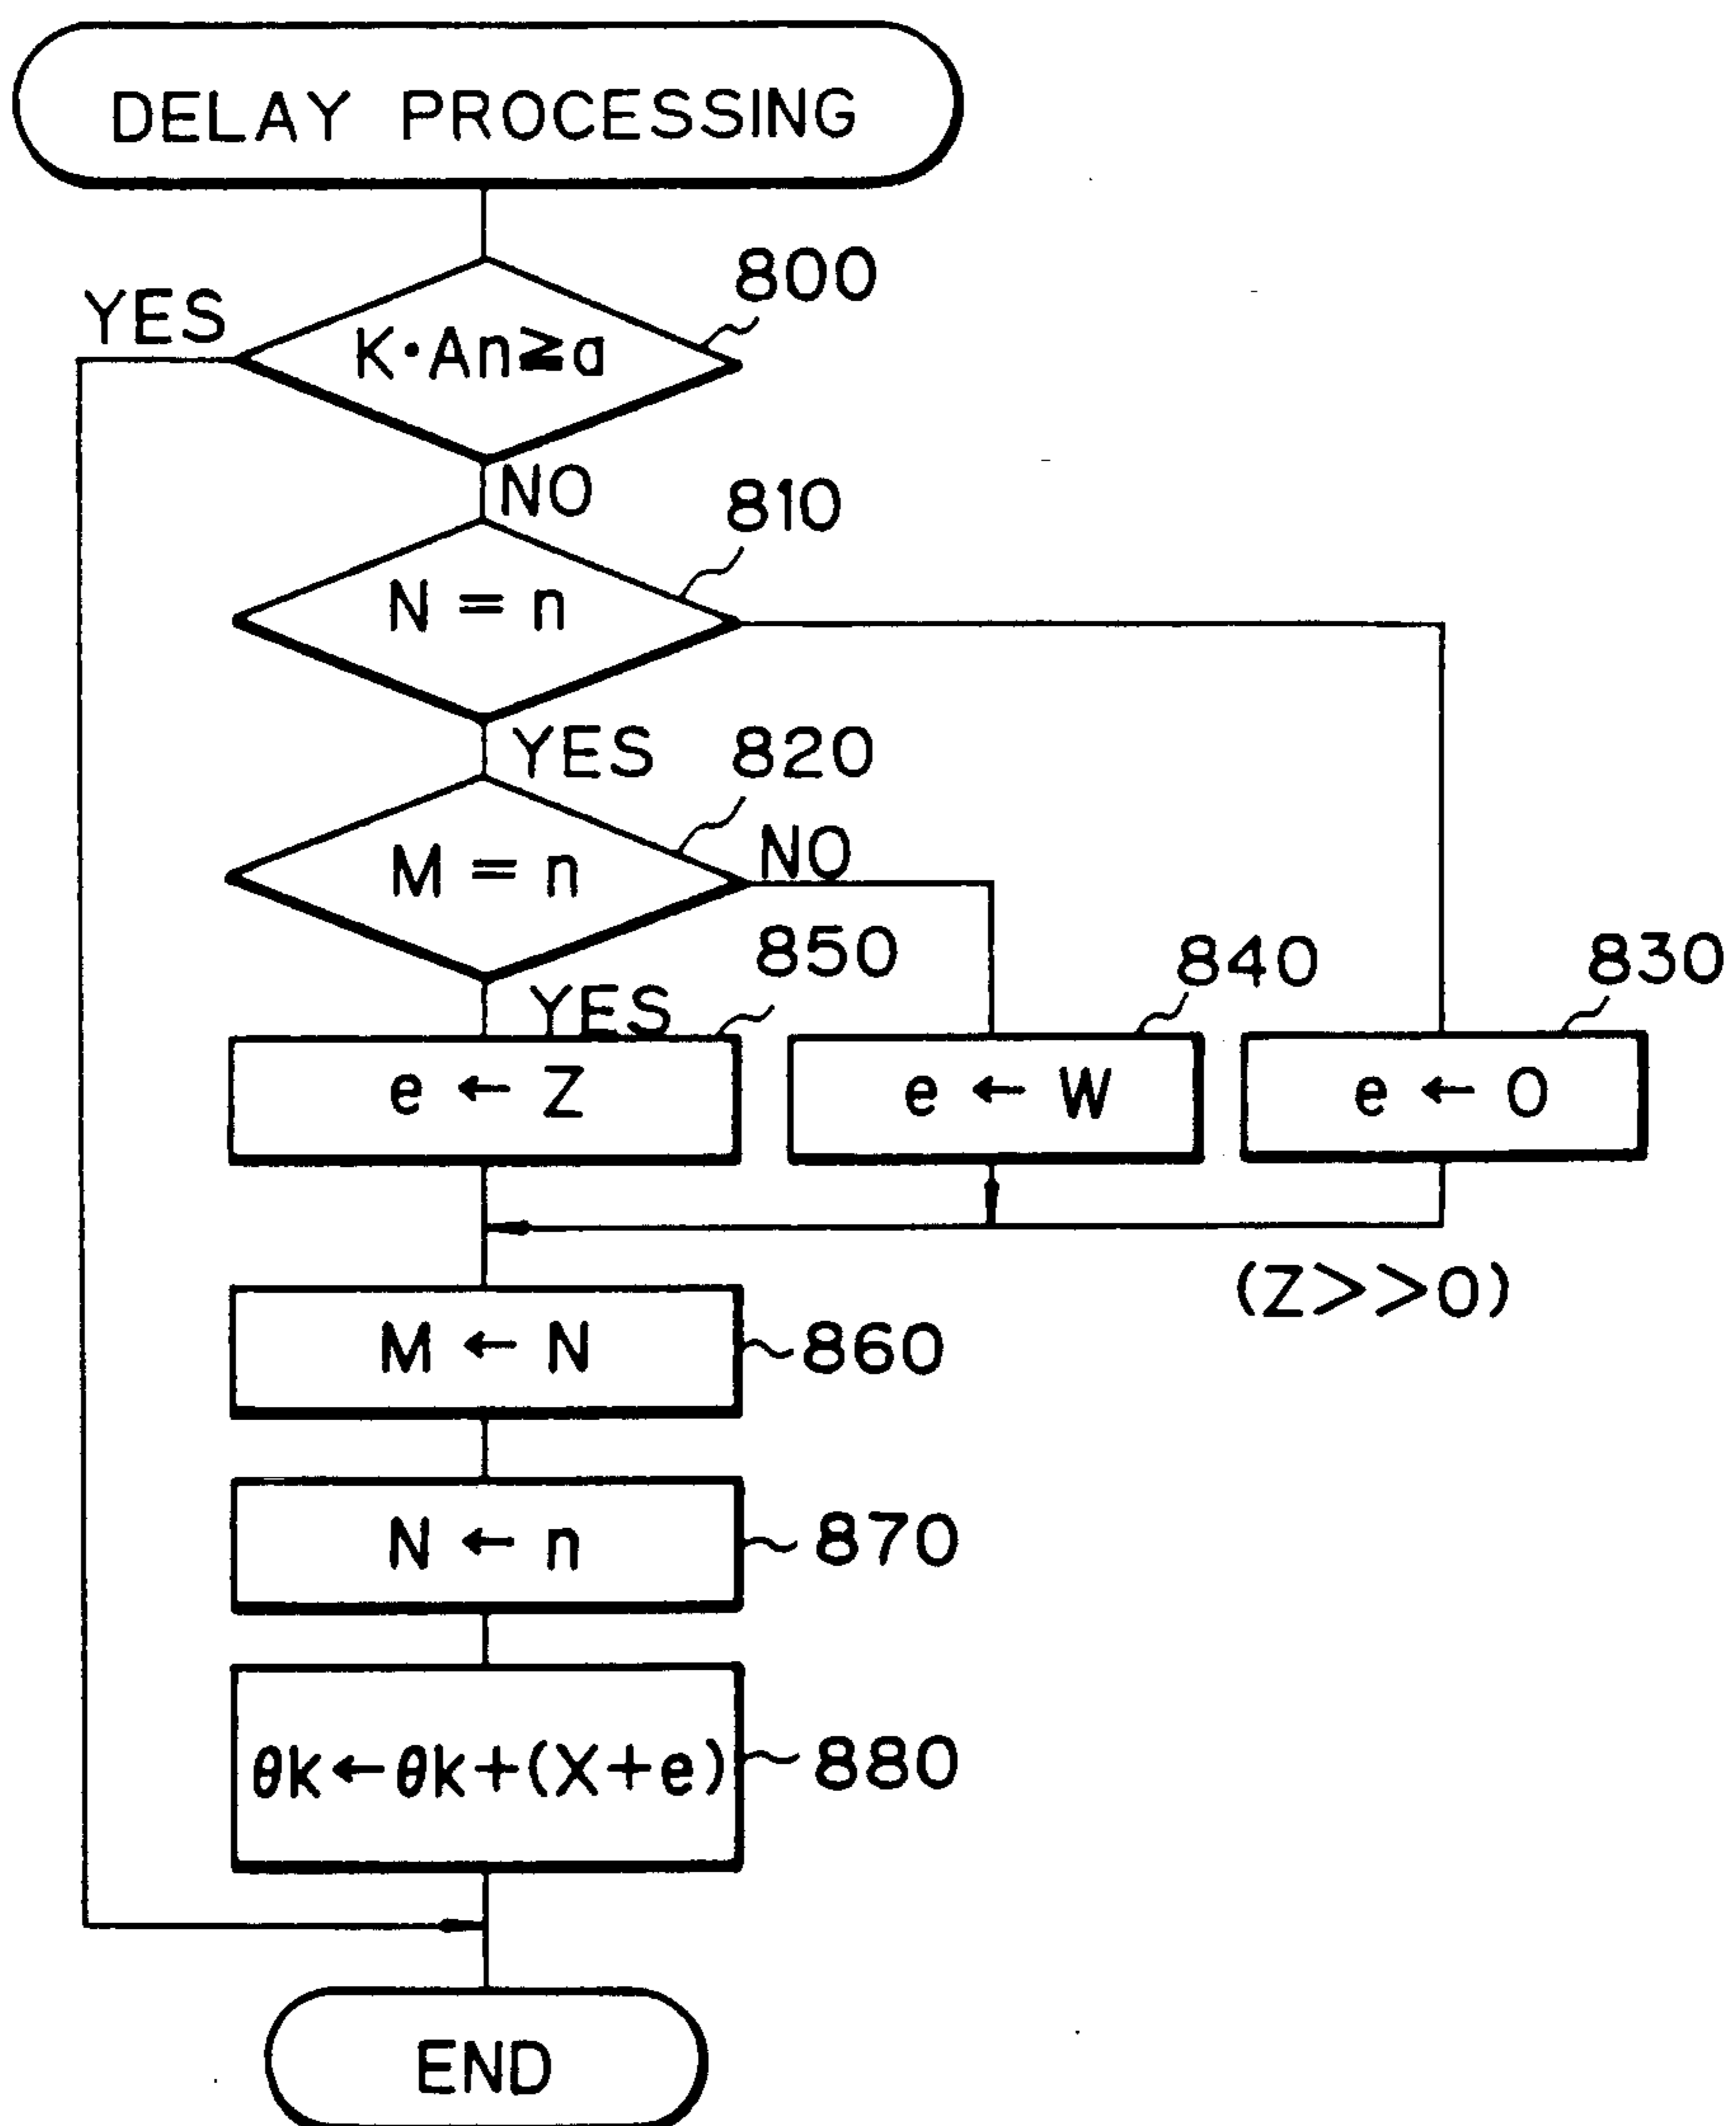 DELAY PROCESSING
800
YES
K·An≧a
NO
810
N = n
YES
820
M = n
NO
850
840
830
YES
e ← Z
e ← W
e ← 0
(Z>>0)
M ← N
860
N ← n
870
θk←θk+(X+e)
880
END